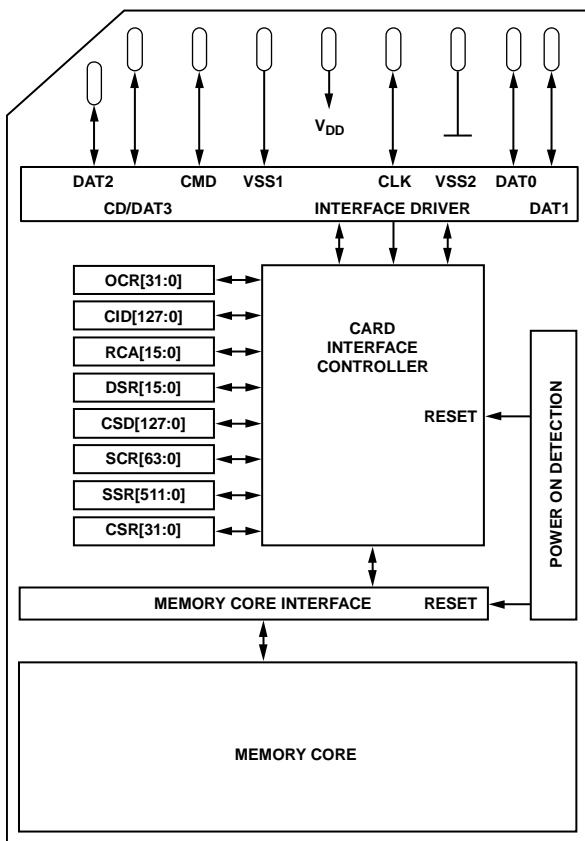 VDD
DAT2 CMD VSS1 CLK VSS2 DAT0
CD/DAT3 INTERFACE DRIVER DAT1
OCR[31:0]
CID[127:0]
RCA[15:0]
DSR[15:0]
CSD[127:0]
SCR[63:0]
SSR[511:0]
CSR[31:0]
CARD
INTERFACE
CONTROLLER
RESET
POWER ON DETECTION
MEMORY CORE INTERFACE RESET
MEMORY CORE